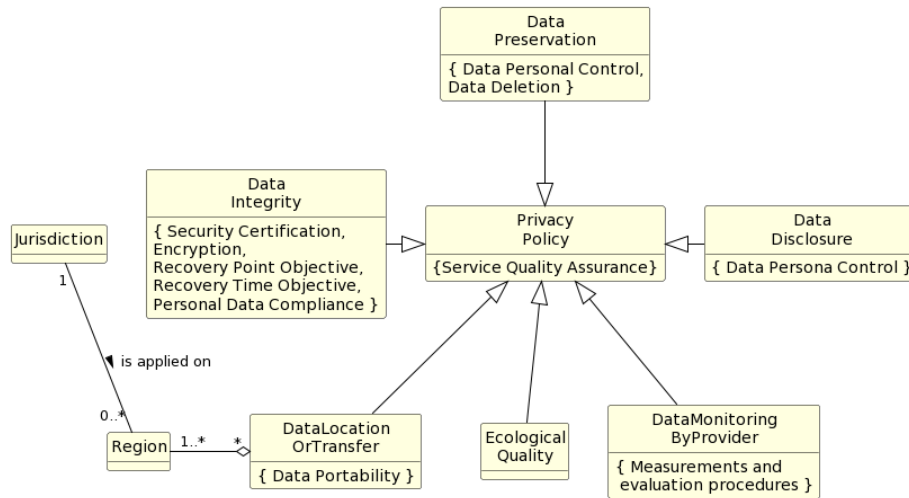 Data
Preservation
{ Data Personal Control,
Data Deletion }
Data
Integrity
{ Security Certification,
Encryption,
Recovery Point Objective,
Recovery Time Objective,
Personal Data Compliance }
Privacy
Policy
{Service Quality Assurance}
Data
Disclosure
{ Data Persona Control }
Jurisdiction
1
is applied on
0..*
Region
1..*
*
DataLocation
OrTransfer
{ Data Portability }
Ecological
Quality
DataMonitoring
ByProvider
{ Measurements and
evaluation procedures }